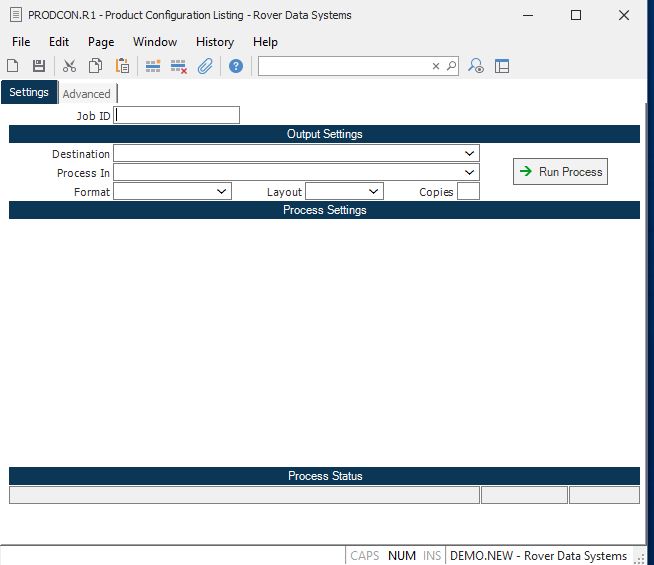 PRODCON.R1 - Product Configuration Listing - Rover Data Systems
File Edit Page Window History Help
Settings Advanced
Job ID
Output Settings
Destination
Process In
Run Process
Format Layout Copies
Process Settings
Process Status
CAPS NUM INS DEMO.NEW - Rover Data Systems